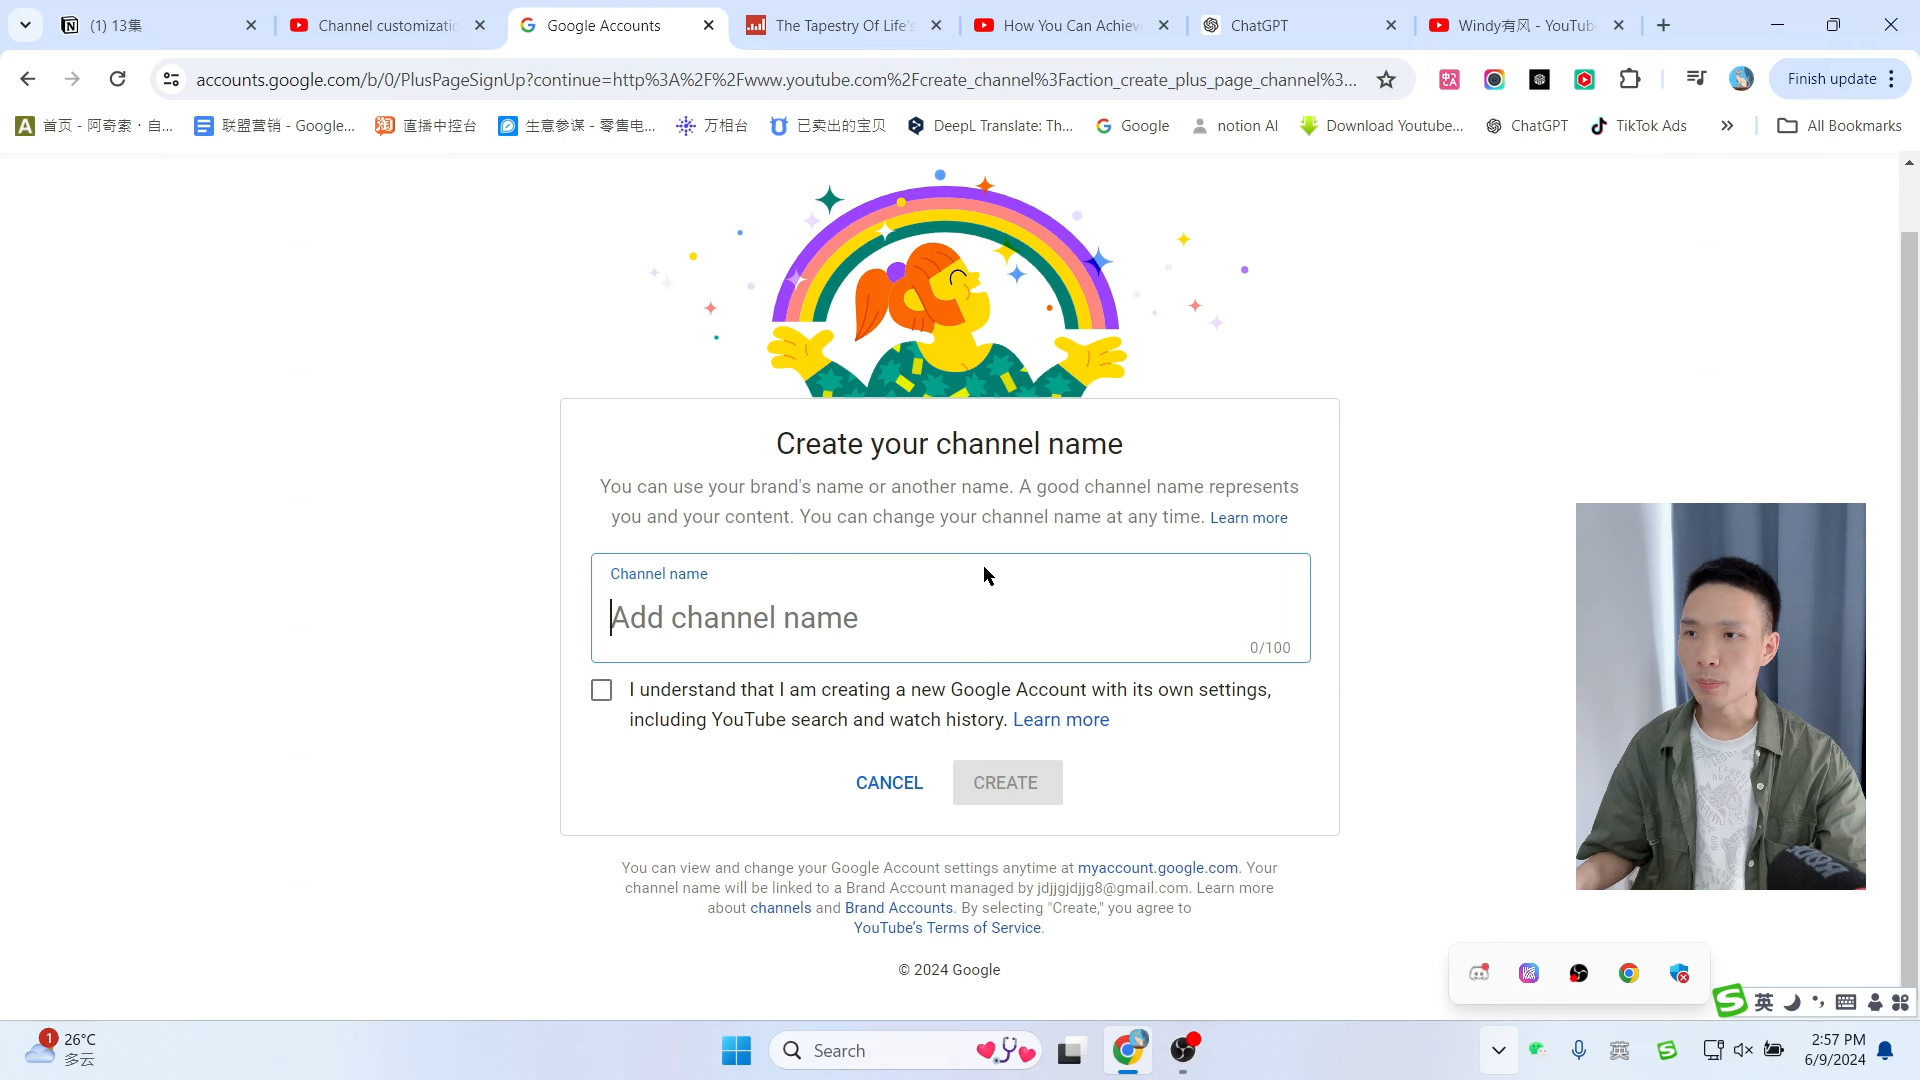 (1) 13集
Channel customizatic
Google Accounts
The Tapestry Of Life's
How You Can Achiev
ChatGPT
Windy有风 - YouTub
accounts.google.com/b/0/PlusPageSignUp?continue=http%3A%2F%2Fwww.youtube.com%2Fcreate_channel%3Faction_create_plus_page_channel%3...
Finish update
首页 - 阿奇索 · 自...
联盟营销 - Google...
直播中控台
生意参谋 - 零售电...
万相台
已卖出的宝贝
DeepL Translate: Th...
Google
notion AI
Download Youtube...
ChatGPT
TikTok Ads
All Bookmarks
Create your channel name
You can use your brand's name or another name. A good channel name represents
you and your content. You can change your channel name at any time. Learn more
Channel name
Add channel name
0/100
I understand that I am creating a new Google Account with its own settings,
including YouTube search and watch history. Learn more
CANCEL
CREATE
You can view and change your Google Account settings anytime at myaccount.google.com. Your
channel name will be linked to a Brand Account managed by jdjjgjdjjg8@gmail.com. Learn more
about channels and Brand Accounts. By selecting "Create," you agree to
YouTube's Terms of Service.
© 2024 Google
英
1
26°C
多云
Search
英
2:57 PM
6/9/2024